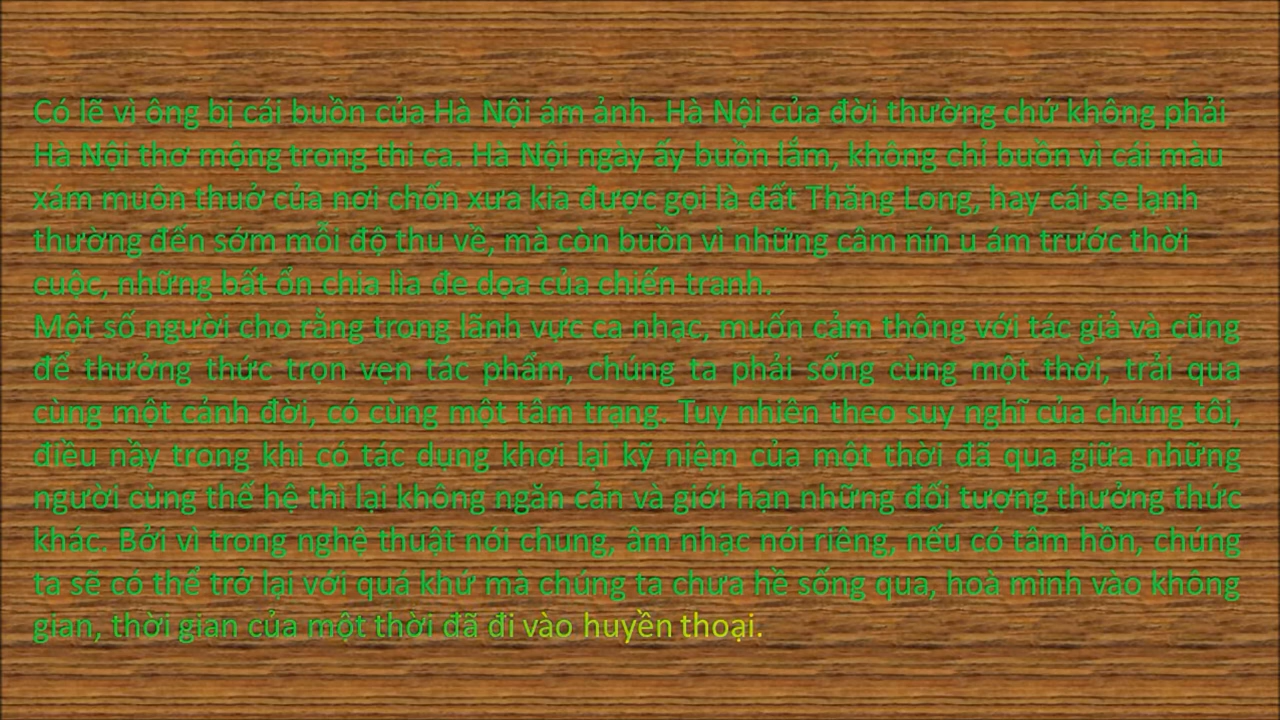 Có lẽ vì ông bị cái buồn của Hà Nội ám ảnh. Hà Nội của đời thường chứ không phải
Hà Nội thơ mộng trong thi ca. Hà Nội ngày ấy buồn lắm, không chỉ buồn vì cái màu
xám muôn thuở của nơi chốn xưa kia được gọi là đất Thăng Long, hay cái se lạnh
thường đến sớm mỗi độ thu về, mà còn buồn vì những câm nín u ám trước thời
cuộc, những bất ổn chia lìa đe dọa của chiến tranh.
Một số người cho rằng trong lãnh vực ca nhạc, muốn cảm thông với tác giả và cũng
để thưởng thức trọn vẹn tác phẩm, chúng ta phải sống cùng một thời, trải qua
cùng một cảnh đời, có cùng một tâm trạng. Tuy nhiên theo suy nghĩ của chúng tôi,
điều nầy trong khi có tác dụng khơi lại kỹ niệm của một thời đã qua giữa những
người cùng thế hệ thì lại không ngăn cản và giới hạn những đối tượng thưởng thức
khác. Bởi vì trong nghệ thuật nói chung, âm nhạc nói riêng, nếu có tâm hồn, chúng
ta sẽ có thể trở lại với quá khứ mà chúng ta chưa hề sống qua, hoà mình vào không
gian, thời gian của một thời đã đi vào huyền thoại.